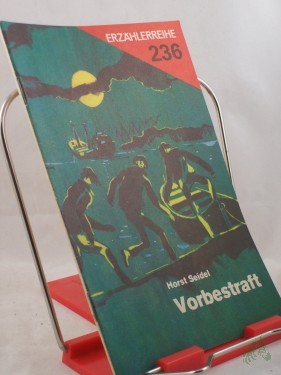 ERZÄHLERREIHE
236
Horst Seidel
Vorbestraft